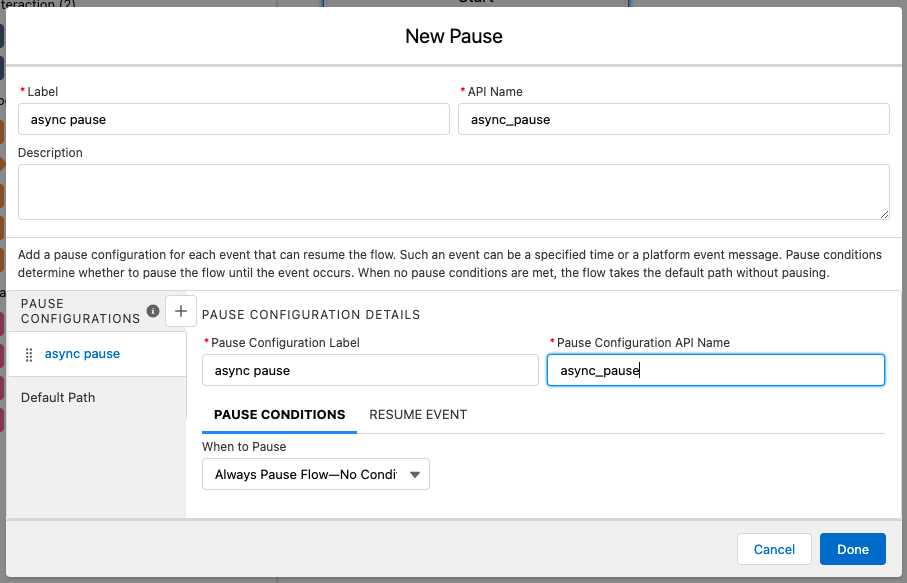 teraction (2)
Start
New Pause
* Label
* API Name
async pause
async_pause
Description
Add a pause configuration for each event that can resume the flow. Such an event can be a specified time or a platform event message. Pause conditions
determine whether to pause the flow until the event occurs. When no pause conditions are met, the flow takes the default path without pausing.
PAUSE
CONFIGURATIONS
async pause
Default Path
PAUSE CONFIGURATION DETAILS
* Pause Configuration Label
* Pause Configuration API Name
async pause
async_pause
PAUSE CONDITIONS
RESUME EVENT
When to Pause
Always Pause Flow—No Condi
Cancel
Done